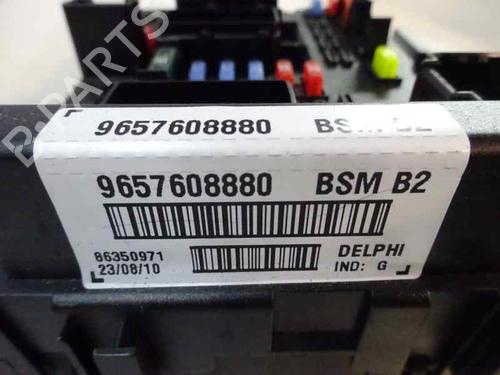 B-PARTS
9657608880 BSM B2
9657608880 BSM B2
86350971 DELPHI
23/08/10 IND: G